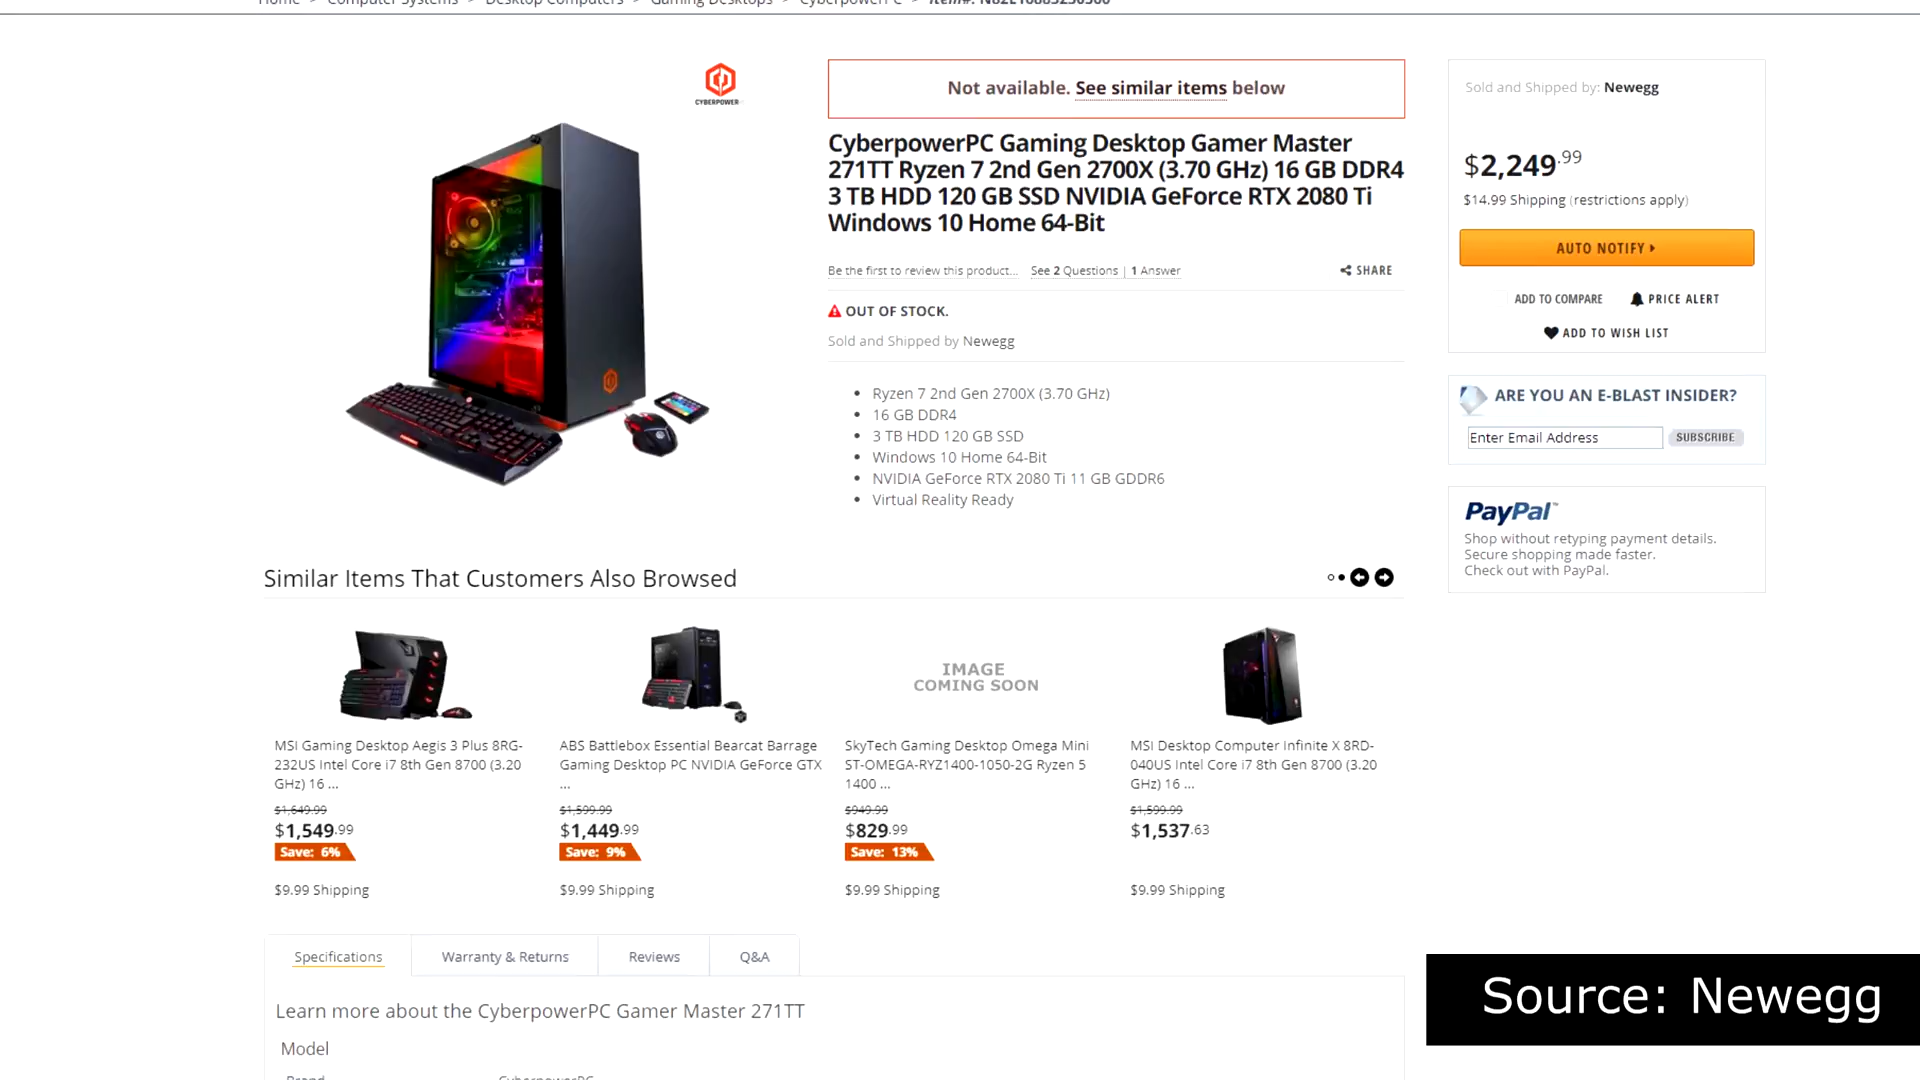 Home > Computer Systems > Desktop Computers > Gaming Desktops > CyberpowerPC > Item#: N82E16883230366
CYBERPOWER
Not available. See similar items below
CyberpowerPC Gaming Desktop Gamer Master
271TT Ryzen 7 2nd Gen 2700X (3.70 GHz) 16 GB DDR4
3 TB HDD 120 GB SSD NVIDIA GeForce RTX 2080 Ti
Windows 10 Home 64-Bit
Be the first to review this product... See 2 Questions | 1 Answer
SHARE
OUT OF STOCK.
Sold and Shipped by Newegg
• Ryzen 7 2nd Gen 2700X (3.70 GHz)
• 16 GB DDR4
• 3 TB HDD 120 GB SSD
• Windows 10 Home 64-Bit
• NVIDIA GeForce RTX 2080 Ti 11 GB GDDR6
• Virtual Reality Ready
Sold and Shipped by: Newegg
$2,249.99
$14.99 Shipping (restrictions apply)
AUTO NOTIFY
ADD TO COMPARE PRICE ALERT
ADD TO WISH LIST
ARE YOU AN E-BLAST INSIDER?
Enter Email Address SUBSCRIBE
PayPal™
Shop without retyping payment details.
Secure shopping made faster.
Check out with PayPal.
Similar Items That Customers Also Browsed
MSI Gaming Desktop Aegis 3 Plus 8RG-
232US Intel Core i7 8th Gen 8700 (3.20
GHz) 16 ...
$1,649.99
$1,549.99
Save: 6%
$9.99 Shipping
ABS Battlebox Essential Bearcat Barrage
Gaming Desktop PC NVIDIA GeForce GTX
...
$1,599.99
$1,449.99
Save: 9%
$9.99 Shipping
IMAGE
COMING SOON
SkyTech Gaming Desktop Omega Mini
ST-OMEGA-RYZ1400-1050-2G Ryzen 5
1400 ...
$949.99
$829.99
Save: 13%
$9.99 Shipping
MSI Desktop Computer Infinite X 8RD-
040US Intel Core i7 8th Gen 8700 (3.20
GHz) 16 ...
$1,599.99
$1,537.63
$9.99 Shipping
Specifications Warranty & Returns Reviews Q&A
Learn more about the CyberpowerPC Gamer Master 271TT
Model
Brand CyberpowerPC
Source: Newegg